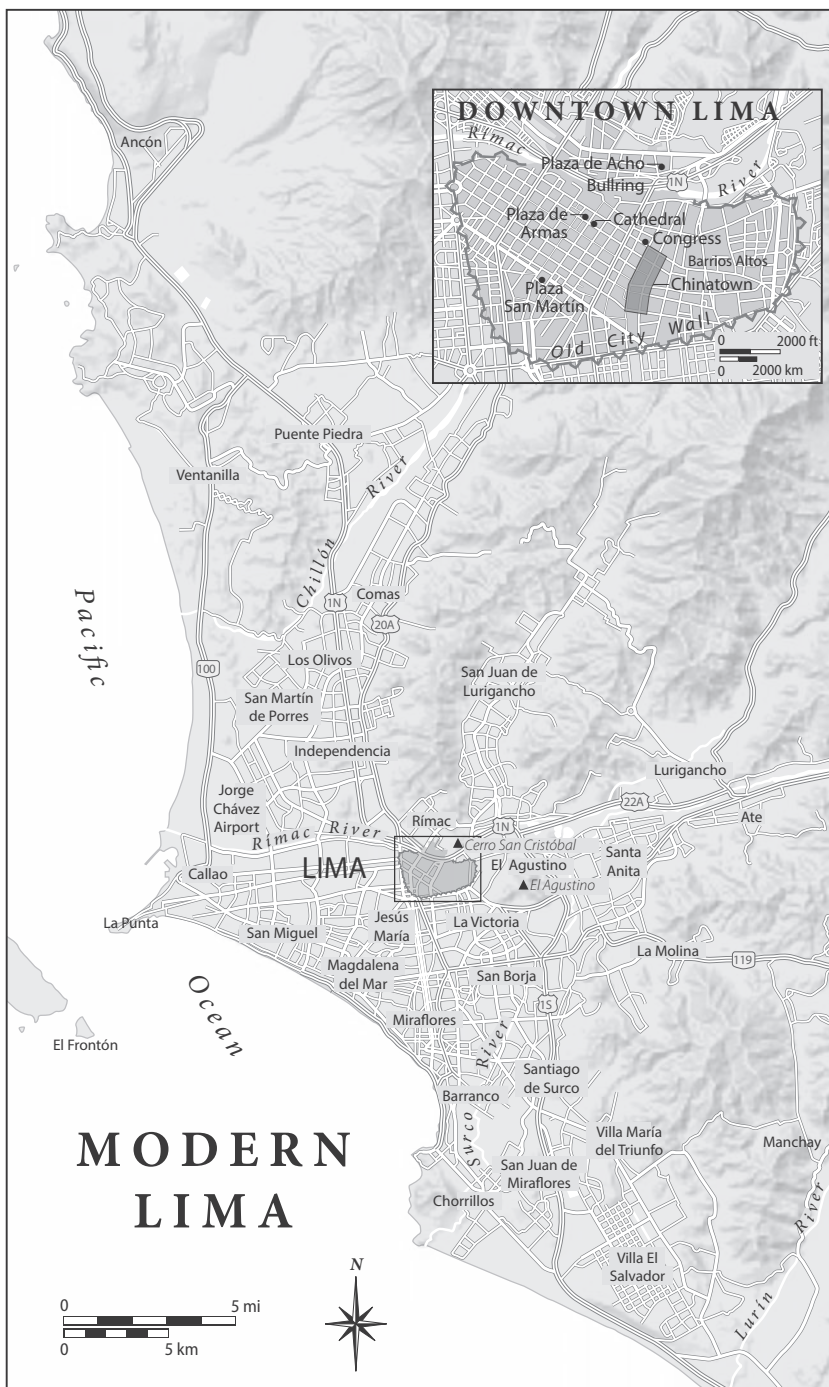 Ancón
DOWNTOWN LIMA
Rímac
River
Plaza de Acho
Bullring
1N
Plaza de
Armas
Cathedral
Congress
Barrios Altos
Chinatown
Plaza
San Martín
Old City Wall
0 2000 ft
0 2000 km
Puente Piedra
Ventanilla
Chillón River
Pacific
Ocean
1N
Comas
20A
100
Los Olivos
San Martín
de Porres
San Juan de
Lurigancho
Independencia
Lurigancho
Jorge
Chávez
Airport
22A
Ate
Rímac River
Rímac
1N
Cerro San Cristóbal
Santa
Anita
LIMA
El Agustino
El Agustino
Callao
La Punta
San Miguel
Jesús
María
La Victoria
La Molina
119
Magdalena
del Mar
San Borja
1S
Miraflores
El Frontón
Surco River
Santiago
de Surco
Barranco
Villa María
del Triunfo
Manchay
San Juan de
Miraflores
Chorrillos
Villa El
Salvador
Lurín River
MODERN
LIMA
N
0 5 mi
0 5 km